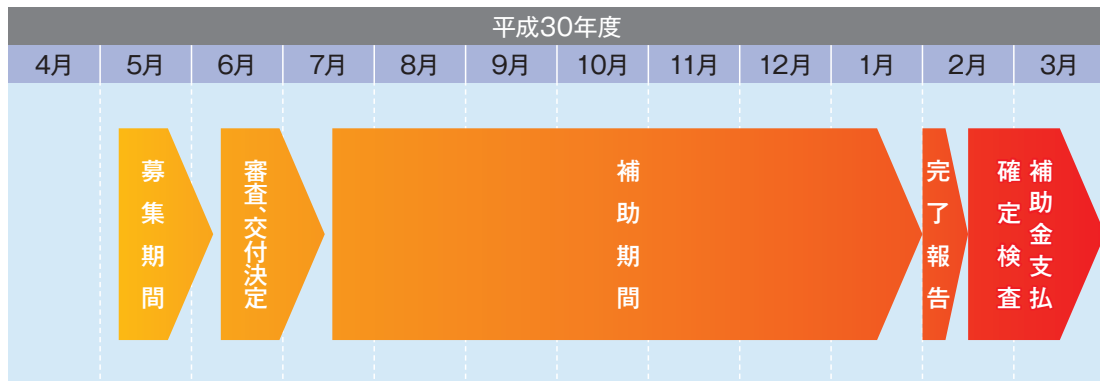 平成30年度
4月 5月 6月 7月 8月 9月 10月 11月 12月 1月 2月 3月
募集期間
審査、交付決定
補助期間
完了報告
補助金支払
確定検査